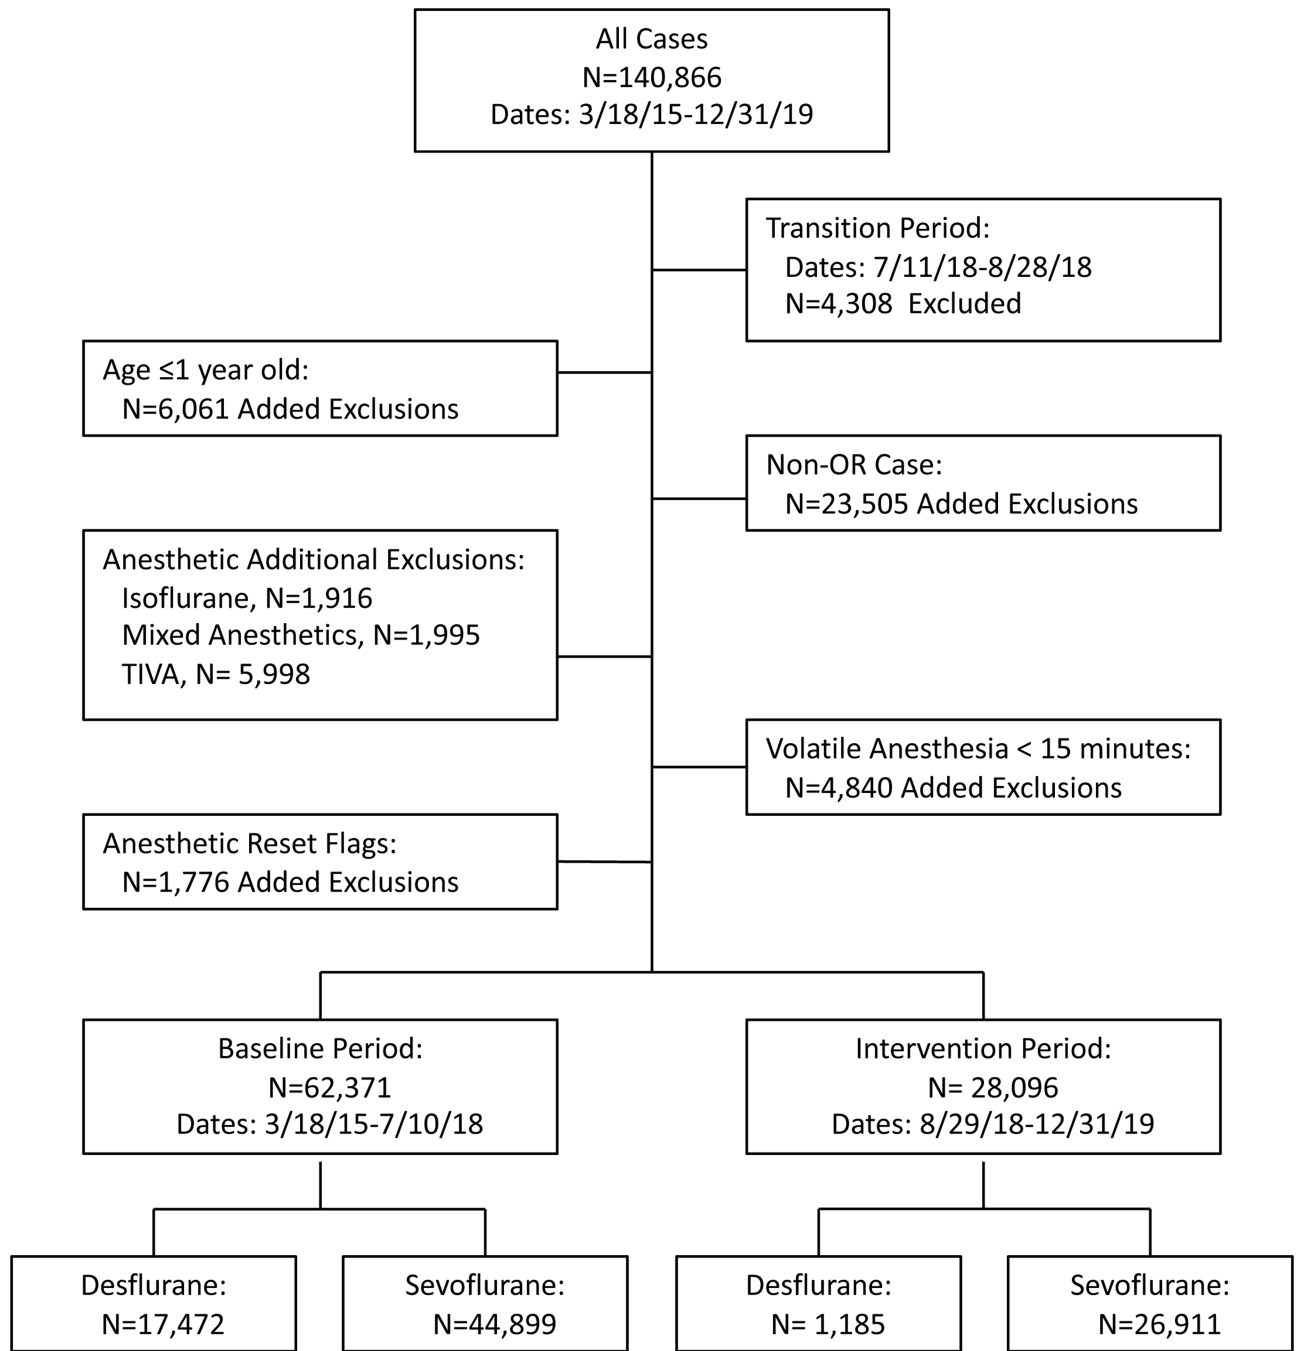 All Cases
N=140,866
Dates: 3/18/15-12/31/19
Transition Period:
Dates: 7/11/18-8/28/18
N=4,308  Excluded
Age ≤1 year old:
N=6,061 Added Exclusions
Non-OR Case:
N=23,505 Added Exclusions
Anesthetic Additional Exclusions:
Isoflurane, N=1,916
Mixed Anesthetics, N=1,995
TIVA, N= 5,998
Volatile Anesthesia < 15 minutes:
N=4,840 Added Exclusions
Anesthetic Reset Flags:
N=1,776 Added Exclusions
Baseline Period:
N=62,371
Dates: 3/18/15-7/10/18
Intervention Period:
N= 28,096
Dates: 8/29/18-12/31/19
Desflurane:
N=17,472
Sevoflurane:
N=44,899
Desflurane:
N= 1,185
Sevoflurane:
N=26,911